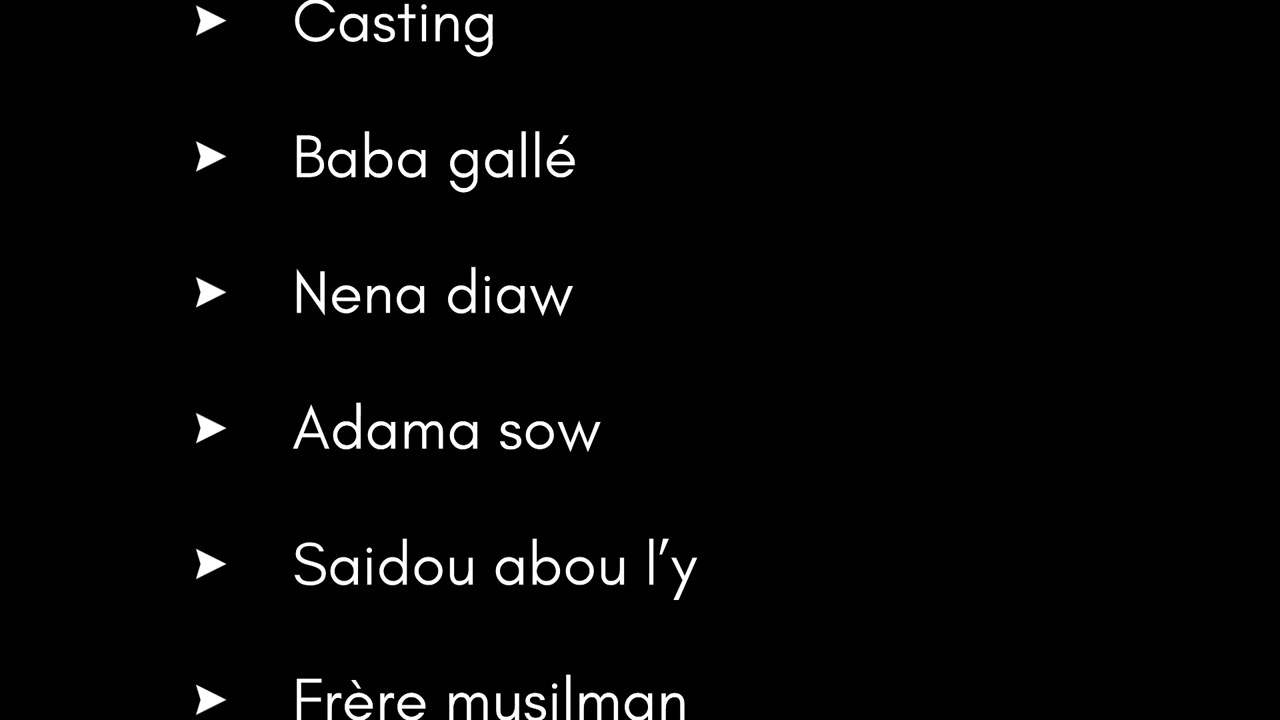 ➤ Casting
➤ Baba gallé
➤ Nena diaw
➤ Adama sow
➤ Saidou abou l'y
➤ Frère musilman